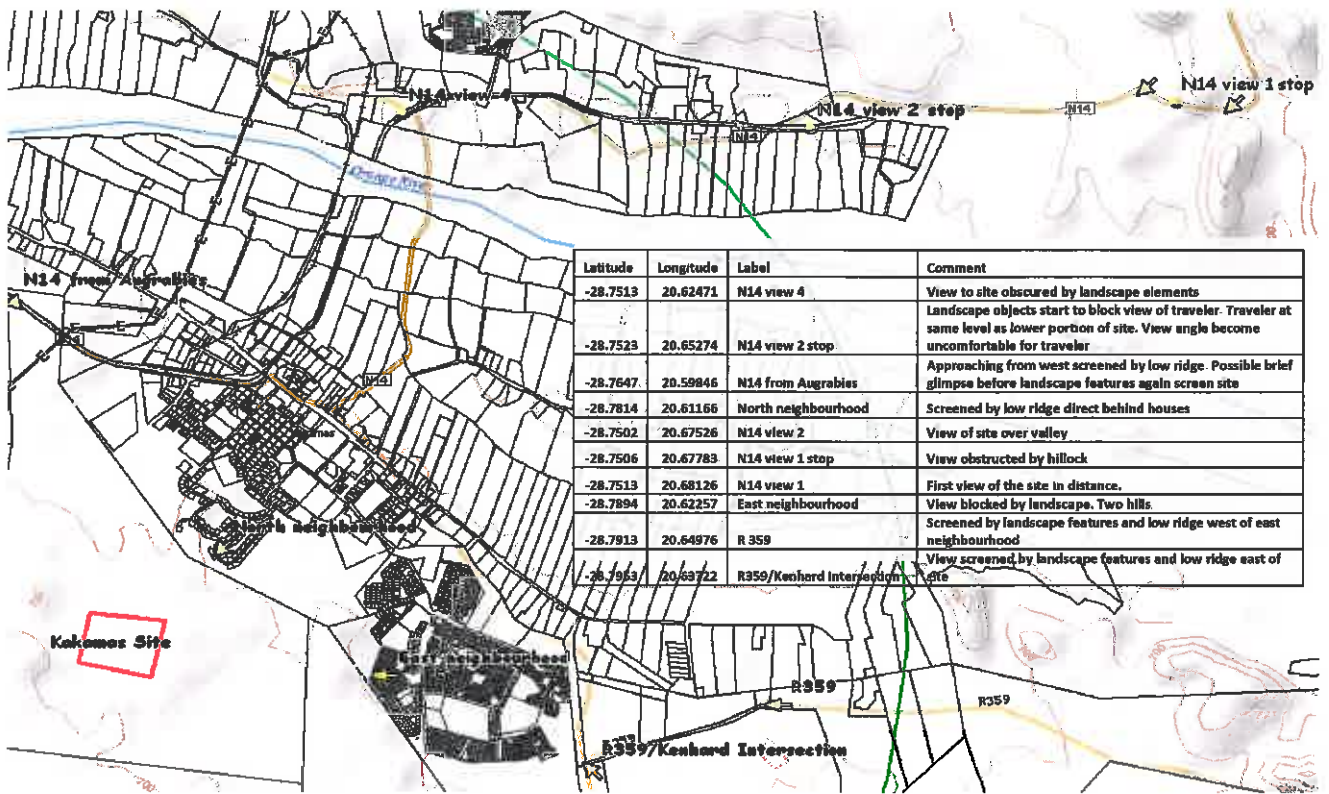 N14 view 1 stop
N14 view 4
N14 view 2 stop
N14
N14
Orange River
N14 from Augrabies
N14
N14
North neighbourhood
Kakamas Site
East neighbourhood
R359
R359
R359/Kenhard Intersection
Latitude Longitude Label Comment
-28.7513 20.62471 N14 view 4 View to site obscured by landscape elements
Landscape objects start to block view of traveler. Traveler at
same level as lower portion of site. View angle become
-28.7523 20.65274 N14 view 2 stop uncomfortable for traveler
Approaching from west screened by low ridge. Possible brief
-28.7647 20.59846 N14 from Augrabies glimpse before landscape features again screen site
-28.7814 20.61166 North neighbourhood Screened by low ridge direct behind houses
-28.7502 20.67526 N14 view 2 View of site over valley
-28.7506 20.67783 N14 view 1 stop View obstructed by hillock
-28.7513 20.68126 N14 view 1 First view of the site in distance.
-28.7894 20.62257 East neighbourhood View blocked by landscape. Two hills.
Screened by landscape features and low ridge west of east
-28.7913 20.64976 R 359 neighbourhood
View screened by landscape features and low ridge east of
20.63722 R359/Kenhard Intersection site